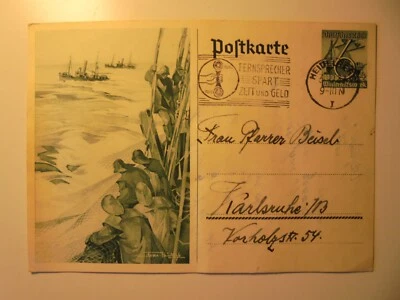 Postkarte
FERNSPRECHER
SPART
ZEIT UND GELD
HEIDELBERG
Frau Pfarrer Beisel
Karlsruhe i/B
Vorholzstr. 54.